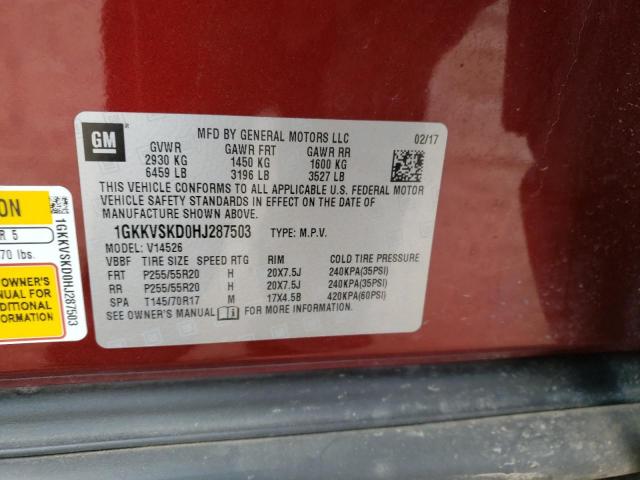 GM
MFD BY GENERAL MOTORS LLC 02/17
GVWR GAWR FRT GAWR RR
2930 KG 1450 KG 1600 KG
6459 LB 3196 LB 3527 LB
THIS VEHICLE CONFORMS TO ALL APPLICABLE U.S. FEDERAL MOTOR
VEHICLE SAFETY STANDARDS IN EFFECT ON THE DATE OF
MANUFACTURE SHOWN ABOVE.
1GKKVSKD0HJ287503 TYPE: M.P.V.
MODEL: V14526
VBBF TIRE SIZE SPEED RTG RIM COLD TIRE PRESSURE
FRT P255/55R20 H 20X7.5J 240KPA(35PSI)
RR P255/55R20 H 20X7.5J 240KPA(35PSI)
SPA T145/70R17 M 17X4.5B 420KPA(60PSI)
SEE OWNER'S MANUAL FOR MORE INFORMATION.
ON
R 5
70 lbs.
OWNER'S
MANUAL FOR
DDITIONAL
FORMATION
1GKKVSKD0HJ287503